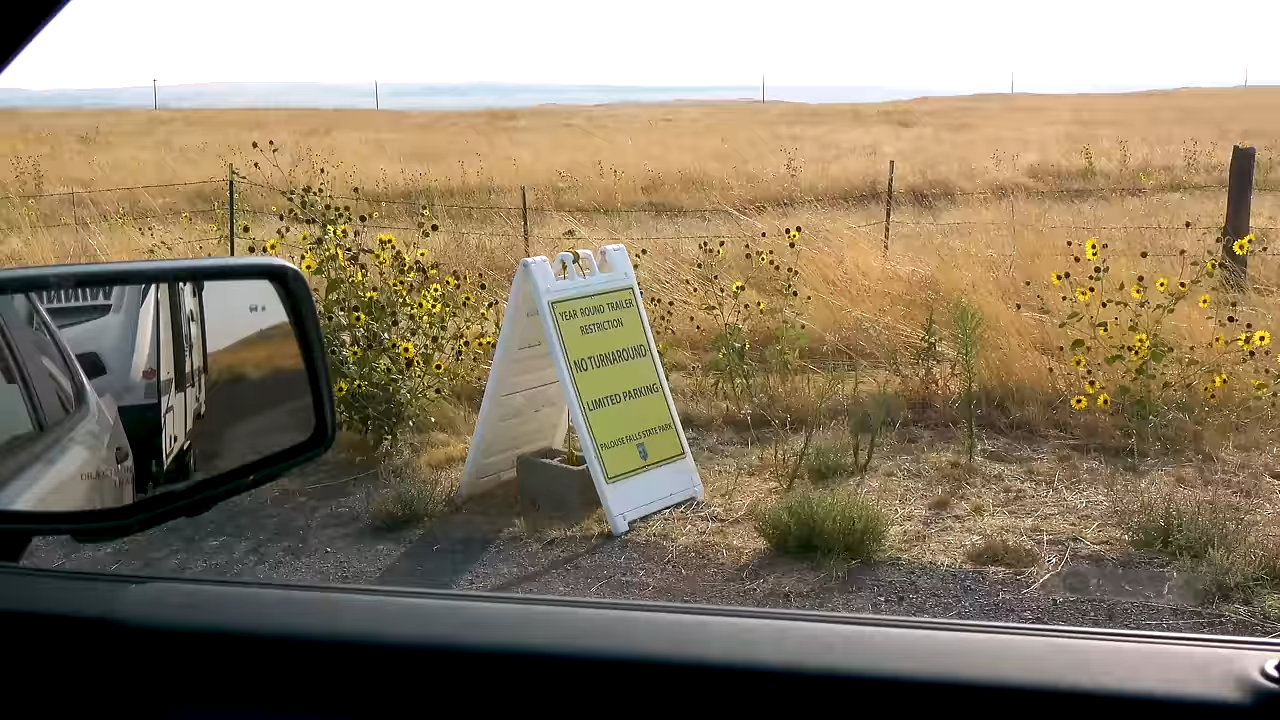 YEAR ROUND TRAILER
RESTRICTION
NO TURNAROUND
LIMITED PARKING
PALOUSE FALLS STATE PARK